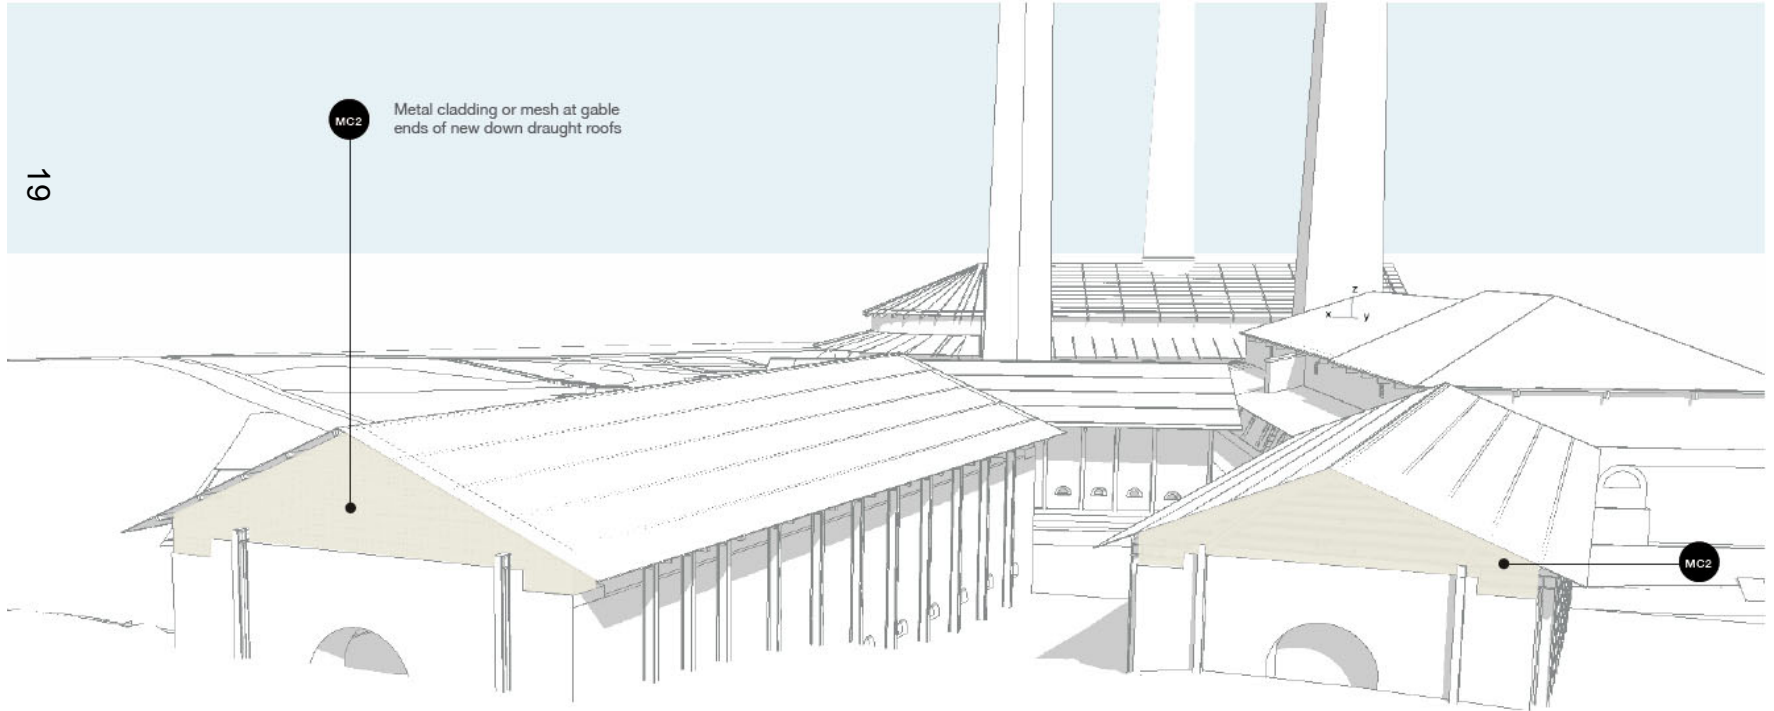 MC2
Metal cladding or mesh at gable
ends of new down draught roofs
19
z
x y
MC2